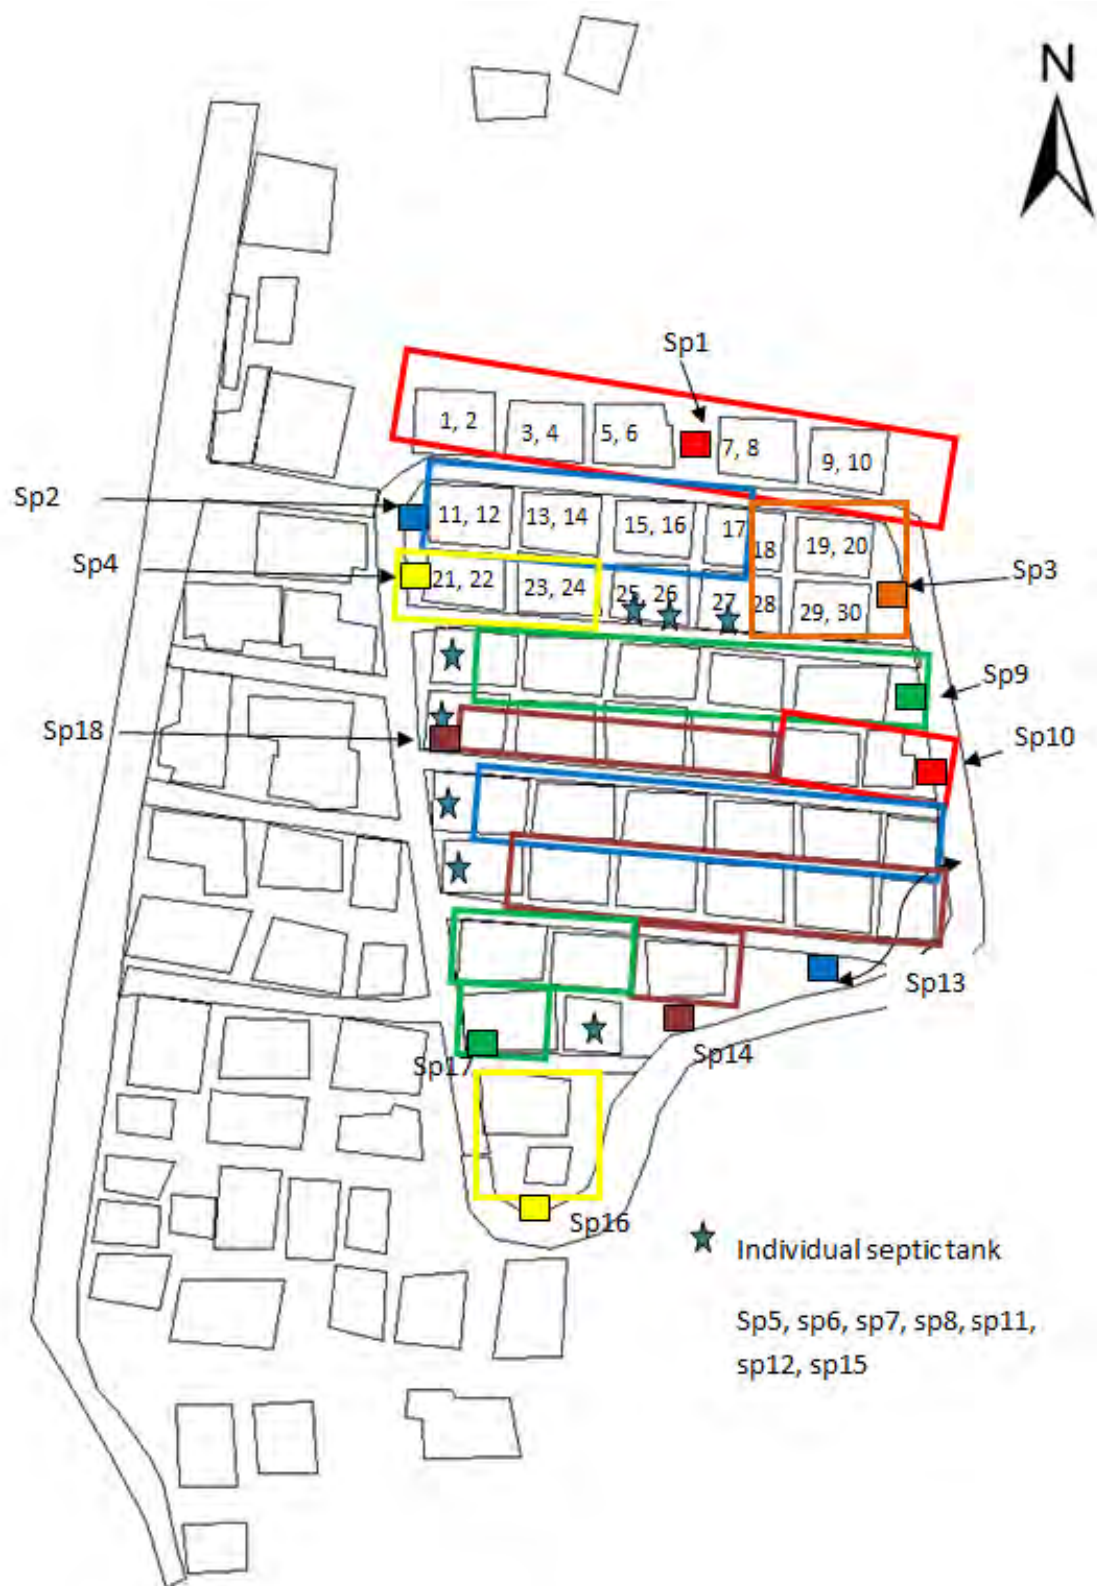 N
Sp1
1, 2
3, 4
5, 6
7, 8
9, 10
Sp2
11, 12
13, 14
15, 16
17
18
19, 20
Sp4
21, 22
23, 24
25, 26
27
28
29, 30
Sp3
Sp9
Sp18
Sp10
Sp13
Sp14
Sp17
Sp16
Individual septic tank
Sp5, sp6, sp7, sp8, sp11,
sp12, sp15